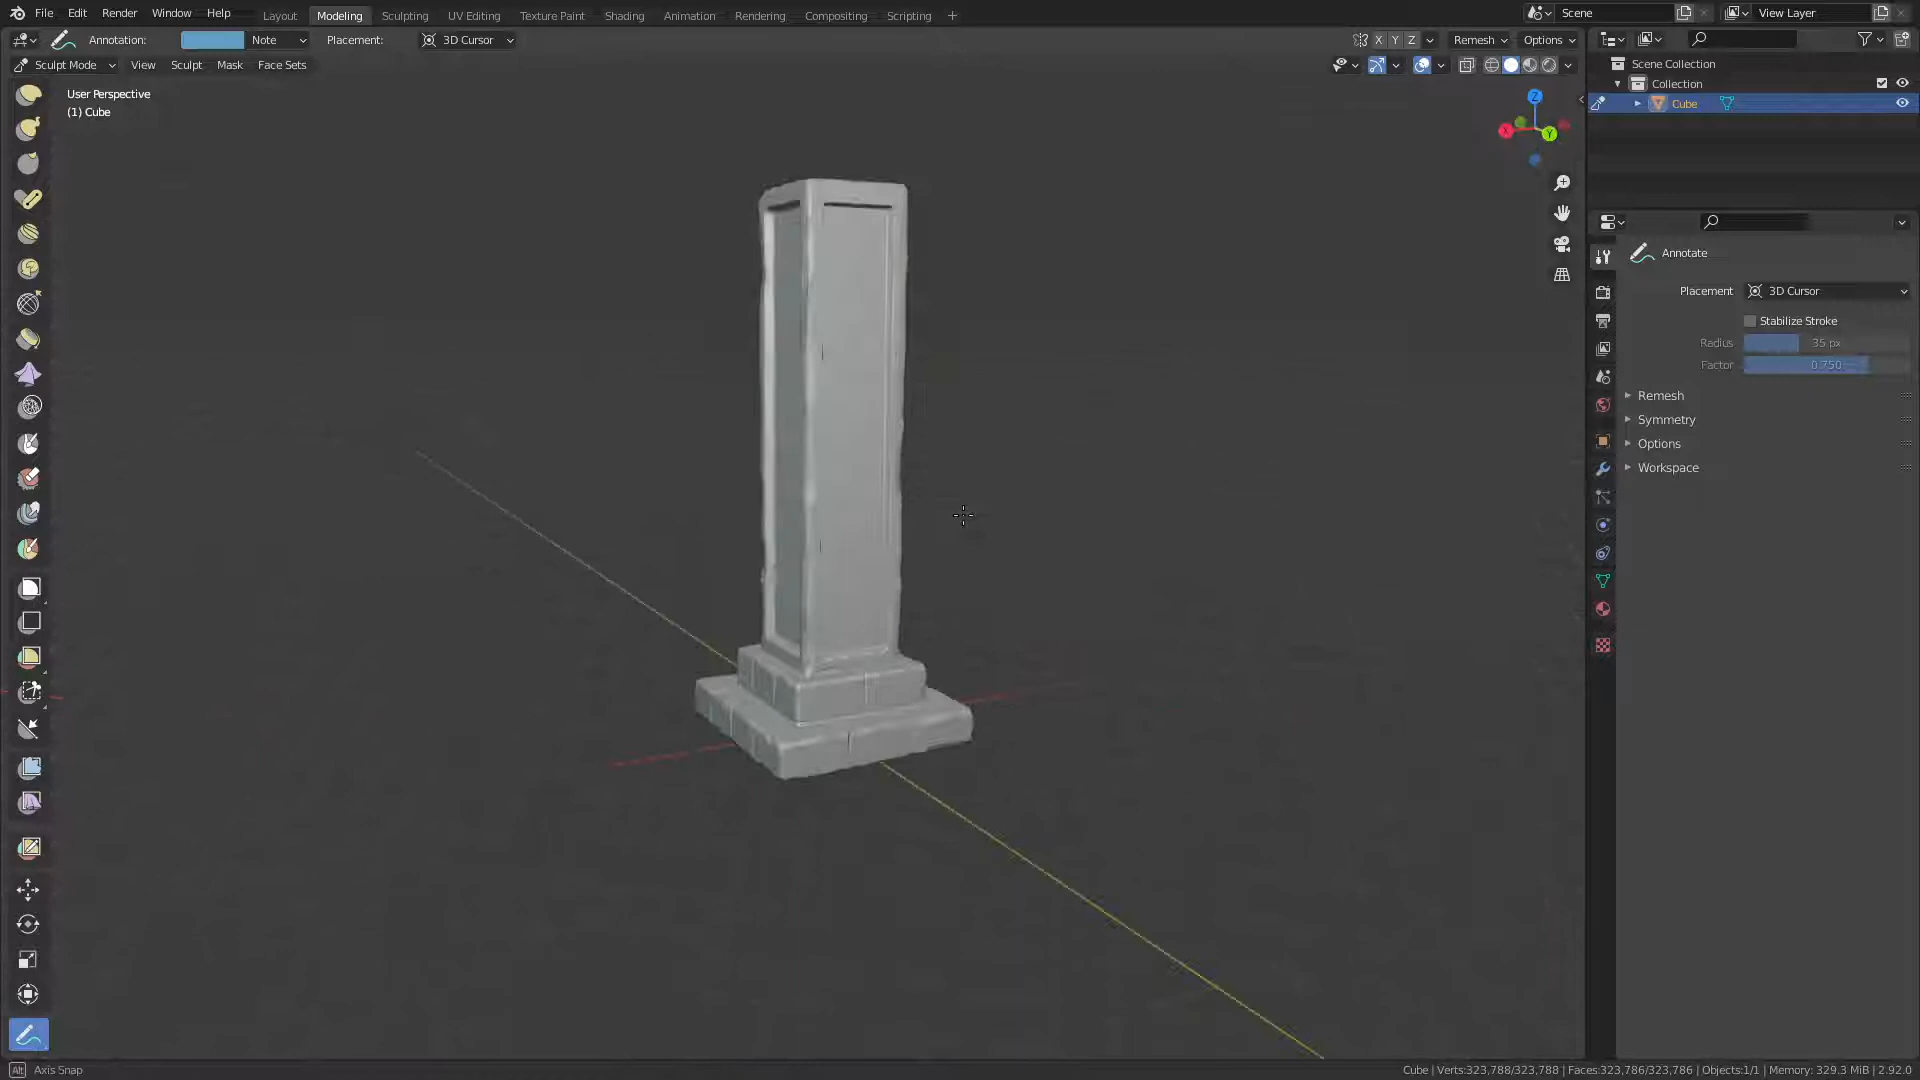 File Edit Render Window Help Layout Modeling Sculpting UV Editing Texture Paint Shading Animation Rendering Compositing Scripting + Scene View Layer
Annotation: Note Placement: 3D Cursor X Y Z Remesh Options
Sculpt Mode View Sculpt Mask Face Sets
User Perspective
(1) Cube
Z
X
Y
Scene Collection
Collection
Cube
Annotate
Placement 3D Cursor
Stabilize Stroke
Radius 35 px
Factor 0.750
Remesh
Symmetry
Options
Workspace
Alt Axis Snap Cube | Verts:323,788/323,788 | Faces:323,786/323,786 | Objects:1/1 | Memory: 329.3 MiB | 2.92.0